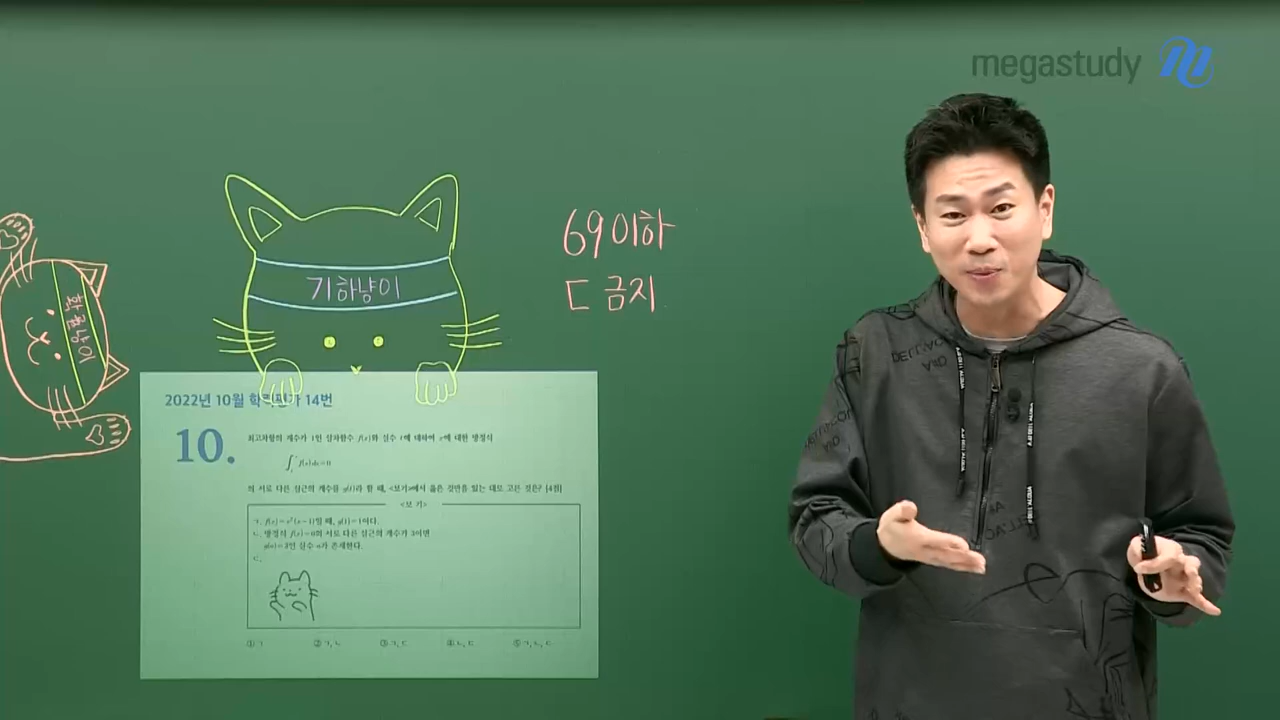 megastudy
69이하
ㄷ 금지
기하냥이
확통냥이
2022년 10월 학력평가 14번
10.
최고차항의 계수가 1인 삼차함수 f(x)와 실수 t에 대하여 x에 대한 방정식
∫ f(x)dx=0
의 서로 다른 실근의 개수를 g(t)라 할 때, <보기>에서 옳은 것만을 있는 대로 고른 것은? [4점]
<보 기>
ㄱ. f(x)=x²(x-1)일 때, g(1)=1이다.
ㄴ. 방정식 f(x)=0의 서로 다른 실근의 개수가 3이면
g(a)=3인 실수 a가 존재한다.
ㄷ.
① ㄱ ② ㄱ, ㄴ ③ ㄱ, ㄷ ④ ㄴ, ㄷ ⑤ ㄱ, ㄴ, ㄷ